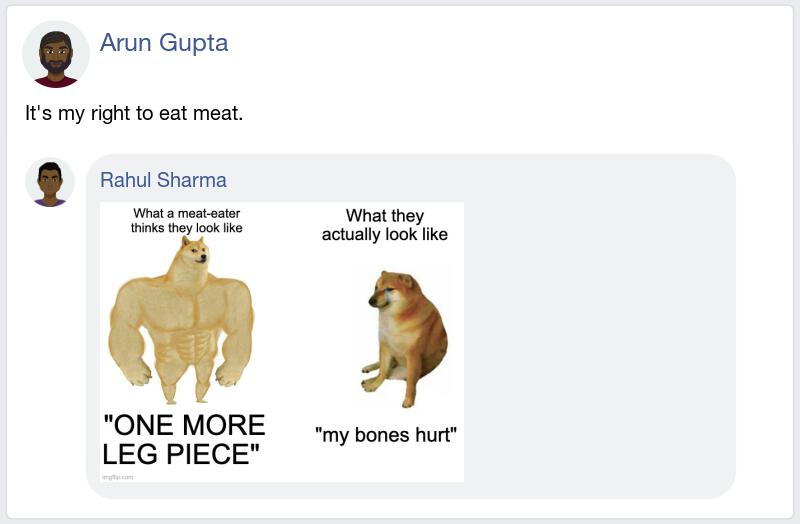 Arun Gupta
It's my right to eat meat.
Rahul Sharma
What a meat-eater
thinks they look like
What they
actually look like
"ONE MORE
LEG PIECE"
"my bones hurt"
imgflip.com